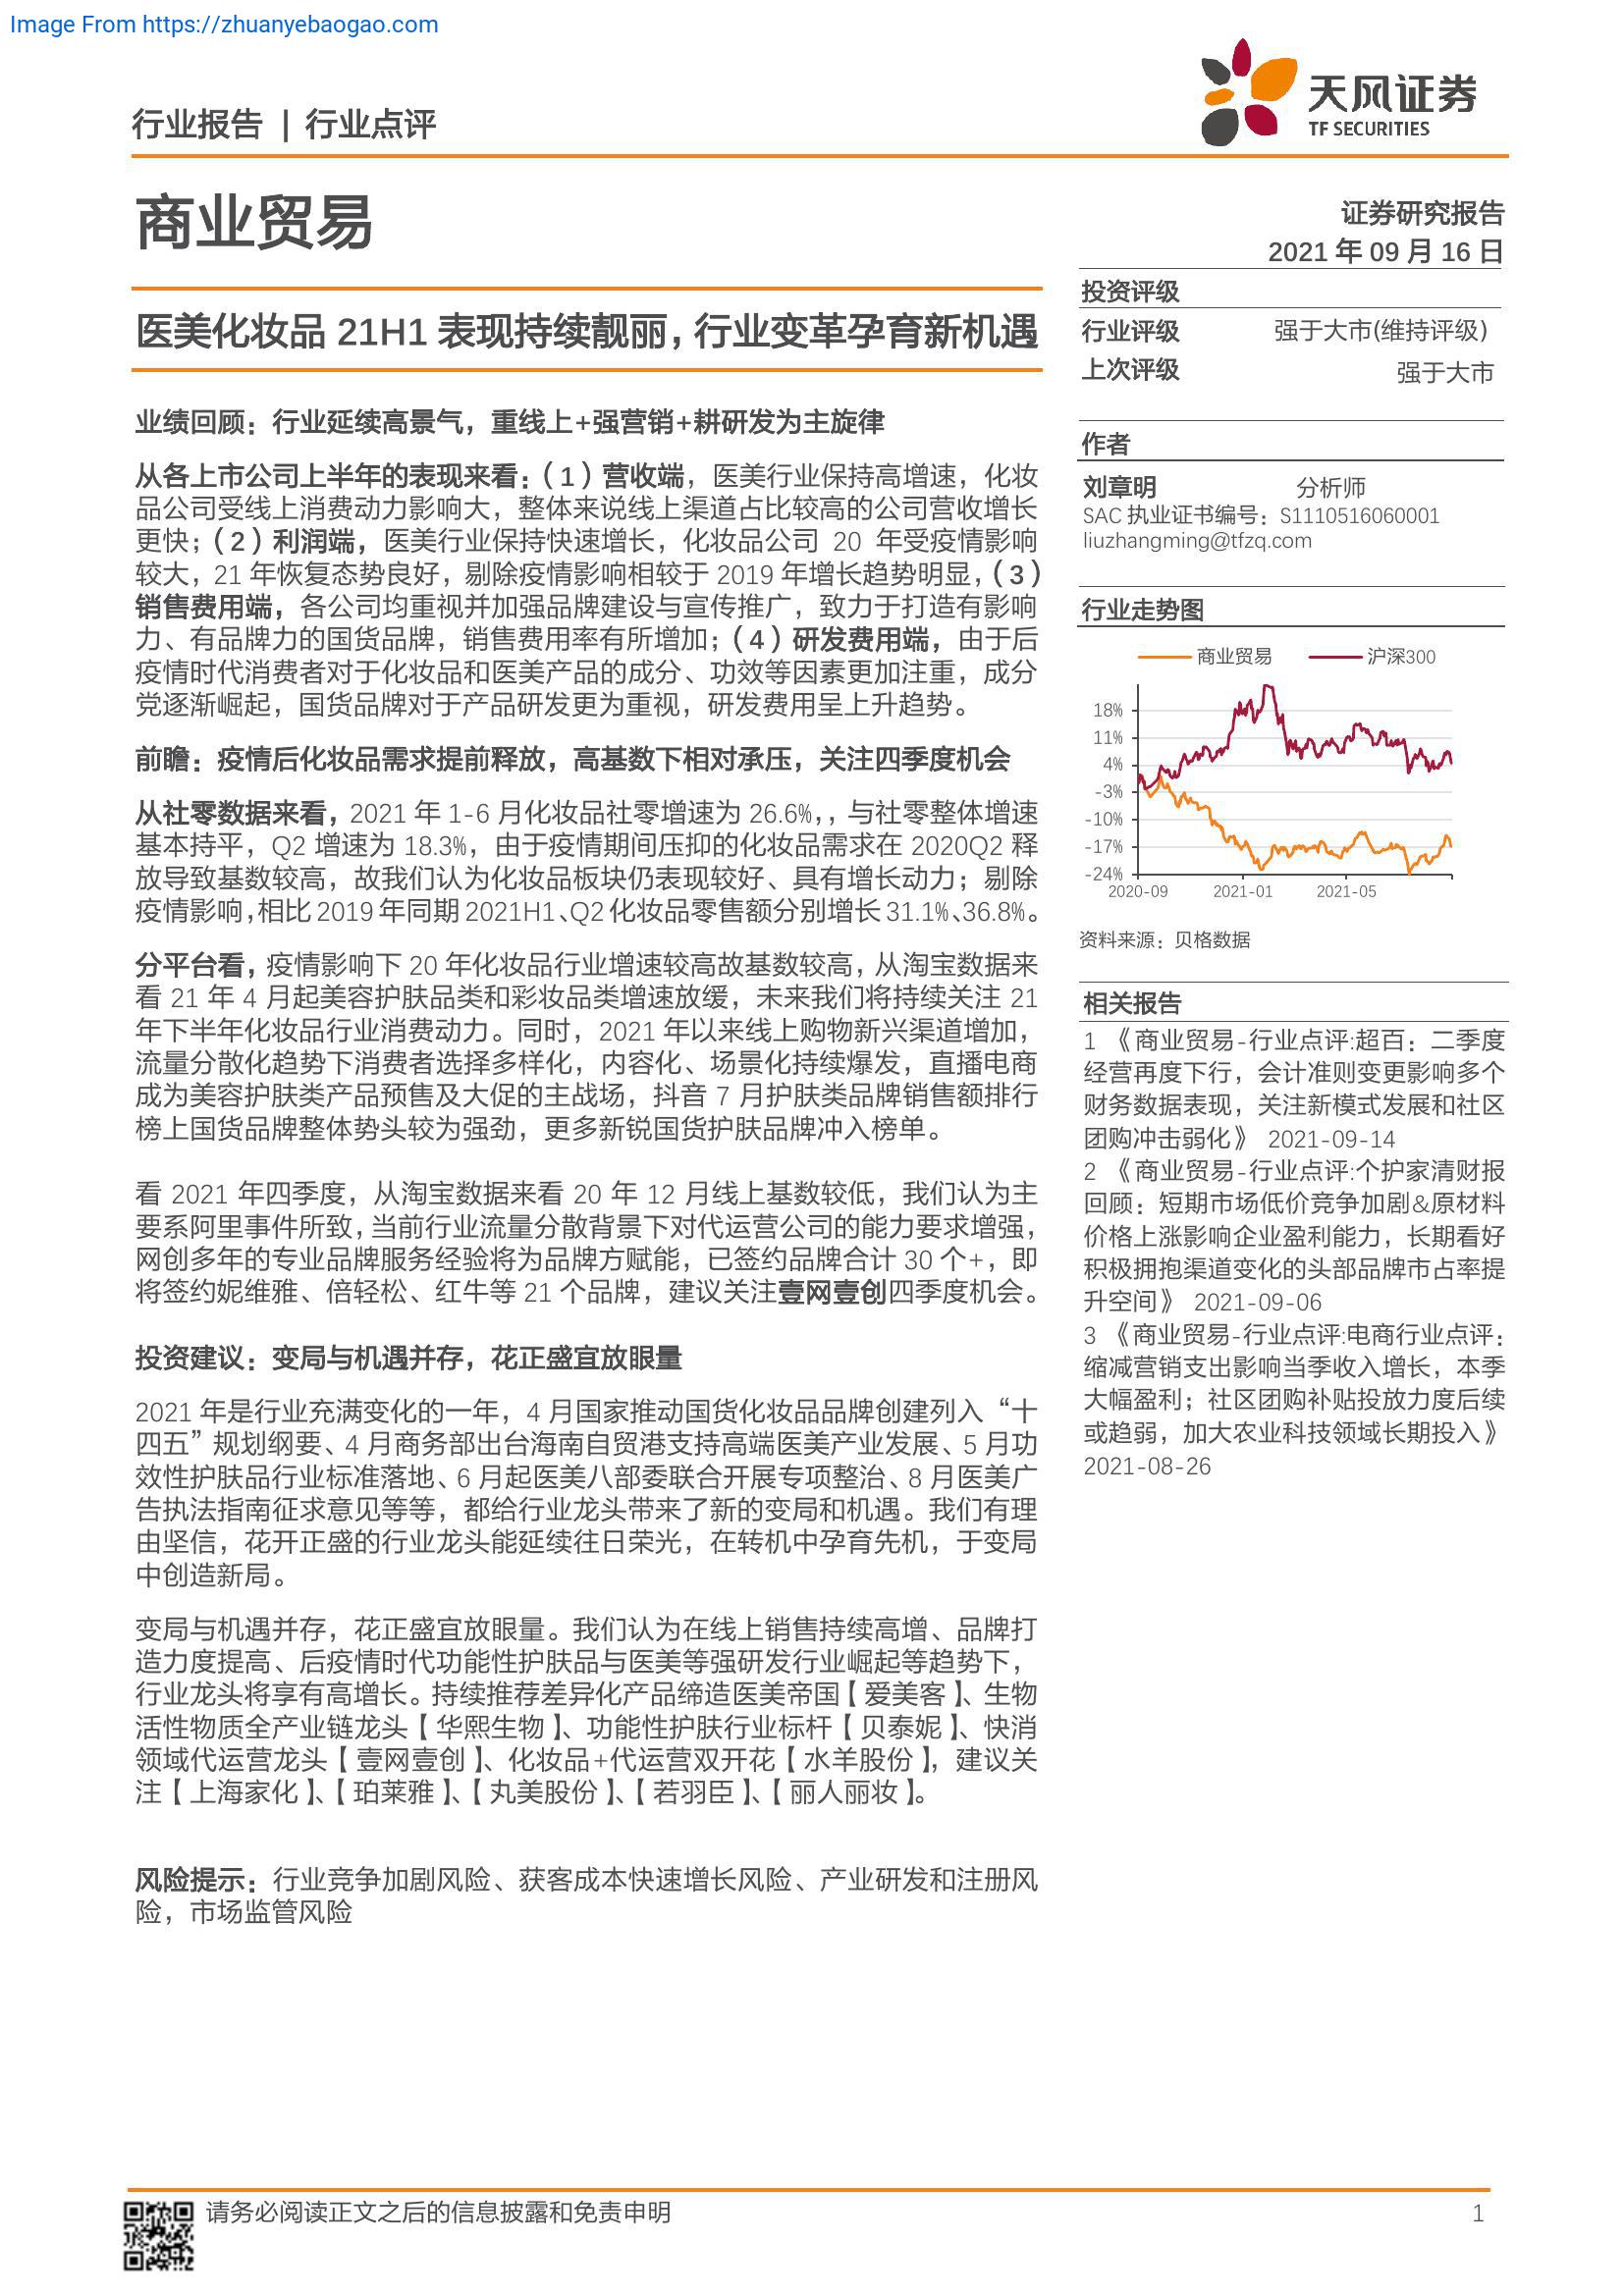 Image From https://zhuanyebaogao.com
行业报告 | 行业点评
天风证券
TF SECURITIES
商业贸易
证券研究报告
2021 年 09 月 16 日
医美化妆品 21H1 表现持续靓丽，行业变革孕育新机遇
业绩回顾：行业延续高景气，重线上+强营销+耕研发为主旋律
从各上市公司上半年的表现来看：（1）营收端，医美行业保持高增速，化妆
品公司受线上消费动力影响大，整体来说线上渠道占比较高的公司营收增长
更快；（2）利润端，医美行业保持快速增长，化妆品公司 20 年受疫情影响
较大，21 年恢复态势良好，剔除疫情影响相较于 2019 年增长趋势明显，（3）
销售费用端，各公司均重视并加强品牌建设与宣传推广，致力于打造有影响
力、有品牌力的国货品牌，销售费用率有所增加；（4）研发费用端，由于后
疫情时代消费者对于化妆品和医美产品的成分、功效等因素更加注重，成分
党逐渐崛起，国货品牌对于产品研发更为重视，研发费用呈上升趋势。
前瞻：疫情后化妆品需求提前释放，高基数下相对承压，关注四季度机会
从社零数据来看，2021 年 1-6 月化妆品社零增速为 26.6%，，与社零整体增速
基本持平，Q2 增速为 18.3%，由于疫情期间压抑的化妆品需求在 2020Q2 释
放导致基数较高，故我们认为化妆品板块仍表现较好、具有增长动力；剔除
疫情影响，相比 2019 年同期 2021H1、Q2 化妆品零售额分别增长 31.1%、36.8%。
分平台看，疫情影响下 20 年化妆品行业增速较高故基数较高，从淘宝数据来
看 21 年 4 月起美容护肤品类和彩妆品类增速放缓，未来我们将持续关注 21
年下半年化妆品行业消费动力。同时，2021 年以来线上购物新兴渠道增加，
流量分散化趋势下消费者选择多样化，内容化、场景化持续爆发，直播电商
成为美容护肤类产品预售及大促的主战场，抖音 7 月护肤类品牌销售额排行
榜上国货品牌整体势头较为强劲，更多新锐国货护肤品牌冲入榜单。
看 2021 年四季度，从淘宝数据来看 20 年 12 月线上基数较低，我们认为主
要系阿里事件所致，当前行业流量分散背景下对代运营公司的能力要求增强，
网创多年的专业品牌服务经验将为品牌方赋能，已签约品牌合计 30 个+，即
将签约妮维雅、倍轻松、红牛等 21 个品牌，建议关注壹网壹创四季度机会。
投资建议：变局与机遇并存，花正盛宜放眼量
2021 年是行业充满变化的一年，4 月国家推动国货化妆品品牌创建列入“十
四五”规划纲要、4 月商务部出台海南自贸港支持高端医美产业发展、5 月功
效性护肤品行业标准落地、6 月起医美八部委联合开展专项整治、8 月医美广
告执法指南征求意见等等，都给行业龙头带来了新的变局和机遇。我们有理
由坚信，花开正盛的行业龙头能延续往日荣光，在转机中孕育先机，于变局
中创造新局。
变局与机遇并存，花正盛宜放眼量。我们认为在线上销售持续高增、品牌打
造力度提高、后疫情时代功能性护肤品与医美等强研发行业崛起等趋势下，
行业龙头将享有高增长。持续推荐差异化产品缔造医美帝国【爱美客】、生物
活性物质全产业链龙头【华熙生物】、功能性护肤行业标杆【贝泰妮】、快消
领域代运营龙头【壹网壹创】、化妆品+代运营双开花【水羊股份】，建议关
注【上海家化】、【珀莱雅】、【丸美股份】、【若羽臣】、【丽人丽妆】。
风险提示：行业竞争加剧风险、获客成本快速增长风险、产业研发和注册风
险，市场监管风险
投资评级
行业评级 强于大市(维持评级)
上次评级 强于大市
作者
刘章明 分析师
SAC 执业证书编号：S1110516060001
liuzhangming@tfzq.com
行业走势图
商业贸易 沪深300
18%
11%
4%
-3%
-10%
-17%
-24%
2020-09 2021-01 2021-05
资料来源：贝格数据
相关报告
1 《商业贸易-行业点评:超百：二季度
经营再度下行，会计准则变更影响多个
财务数据表现，关注新模式发展和社区
团购冲击弱化》 2021-09-14
2 《商业贸易-行业点评:个护家清财报
回顾：短期市场低价竞争加剧&原材料
价格上涨影响企业盈利能力，长期看好
积极拥抱渠道变化的头部品牌市占率提
升空间》 2021-09-06
3 《商业贸易-行业点评:电商行业点评：
缩减营销支出影响当季收入增长，本季
大幅盈利；社区团购补贴投放力度后续
或趋弱，加大农业科技领域长期投入》
2021-08-26
请务必阅读正文之后的信息披露和免责申明 1